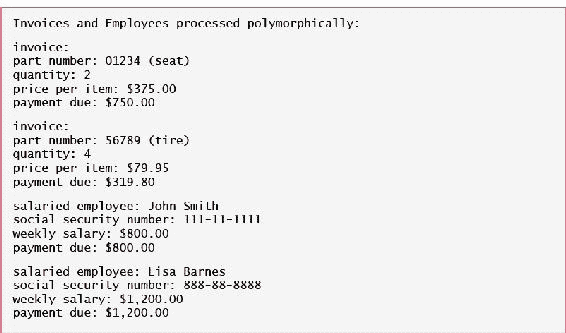 Invoices and Employees processed polymorphically:
invoice:
part number: 01234 (seat)
quantity: 2
price per item: $375.00
payment due: $750.00
invoice:
part number: 56789 (tire)
quantity: 4
price per item: $79.95
payment due: $319.80
salaried employee: John Smith
social security number: 111-11-1111
weekly salary: $800.00
payment due: $800.00
salaried employee: Lisa Barnes
social security number: 888-88-8888
weekly salary: $1,200.00
payment due: $1,200.00